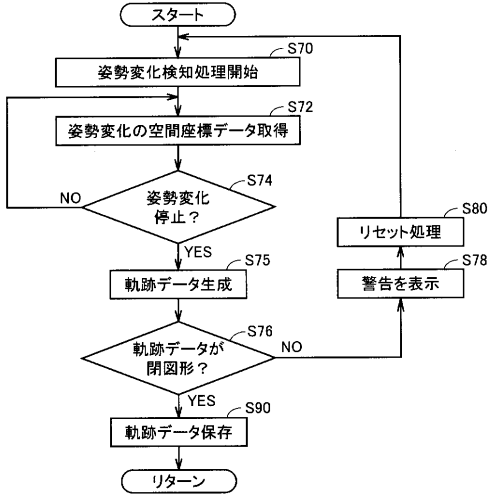 スタート
S70
姿勢変化検知処理開始
S72
姿勢変化の空間座標データ取得
S74
姿勢変化
停止？
NO
YES
S75
軌跡データ生成
S76
軌跡データが
閉図形？
NO
YES
S78
警告を表示
S80
リセット処理
S90
軌跡データ保存
リターン